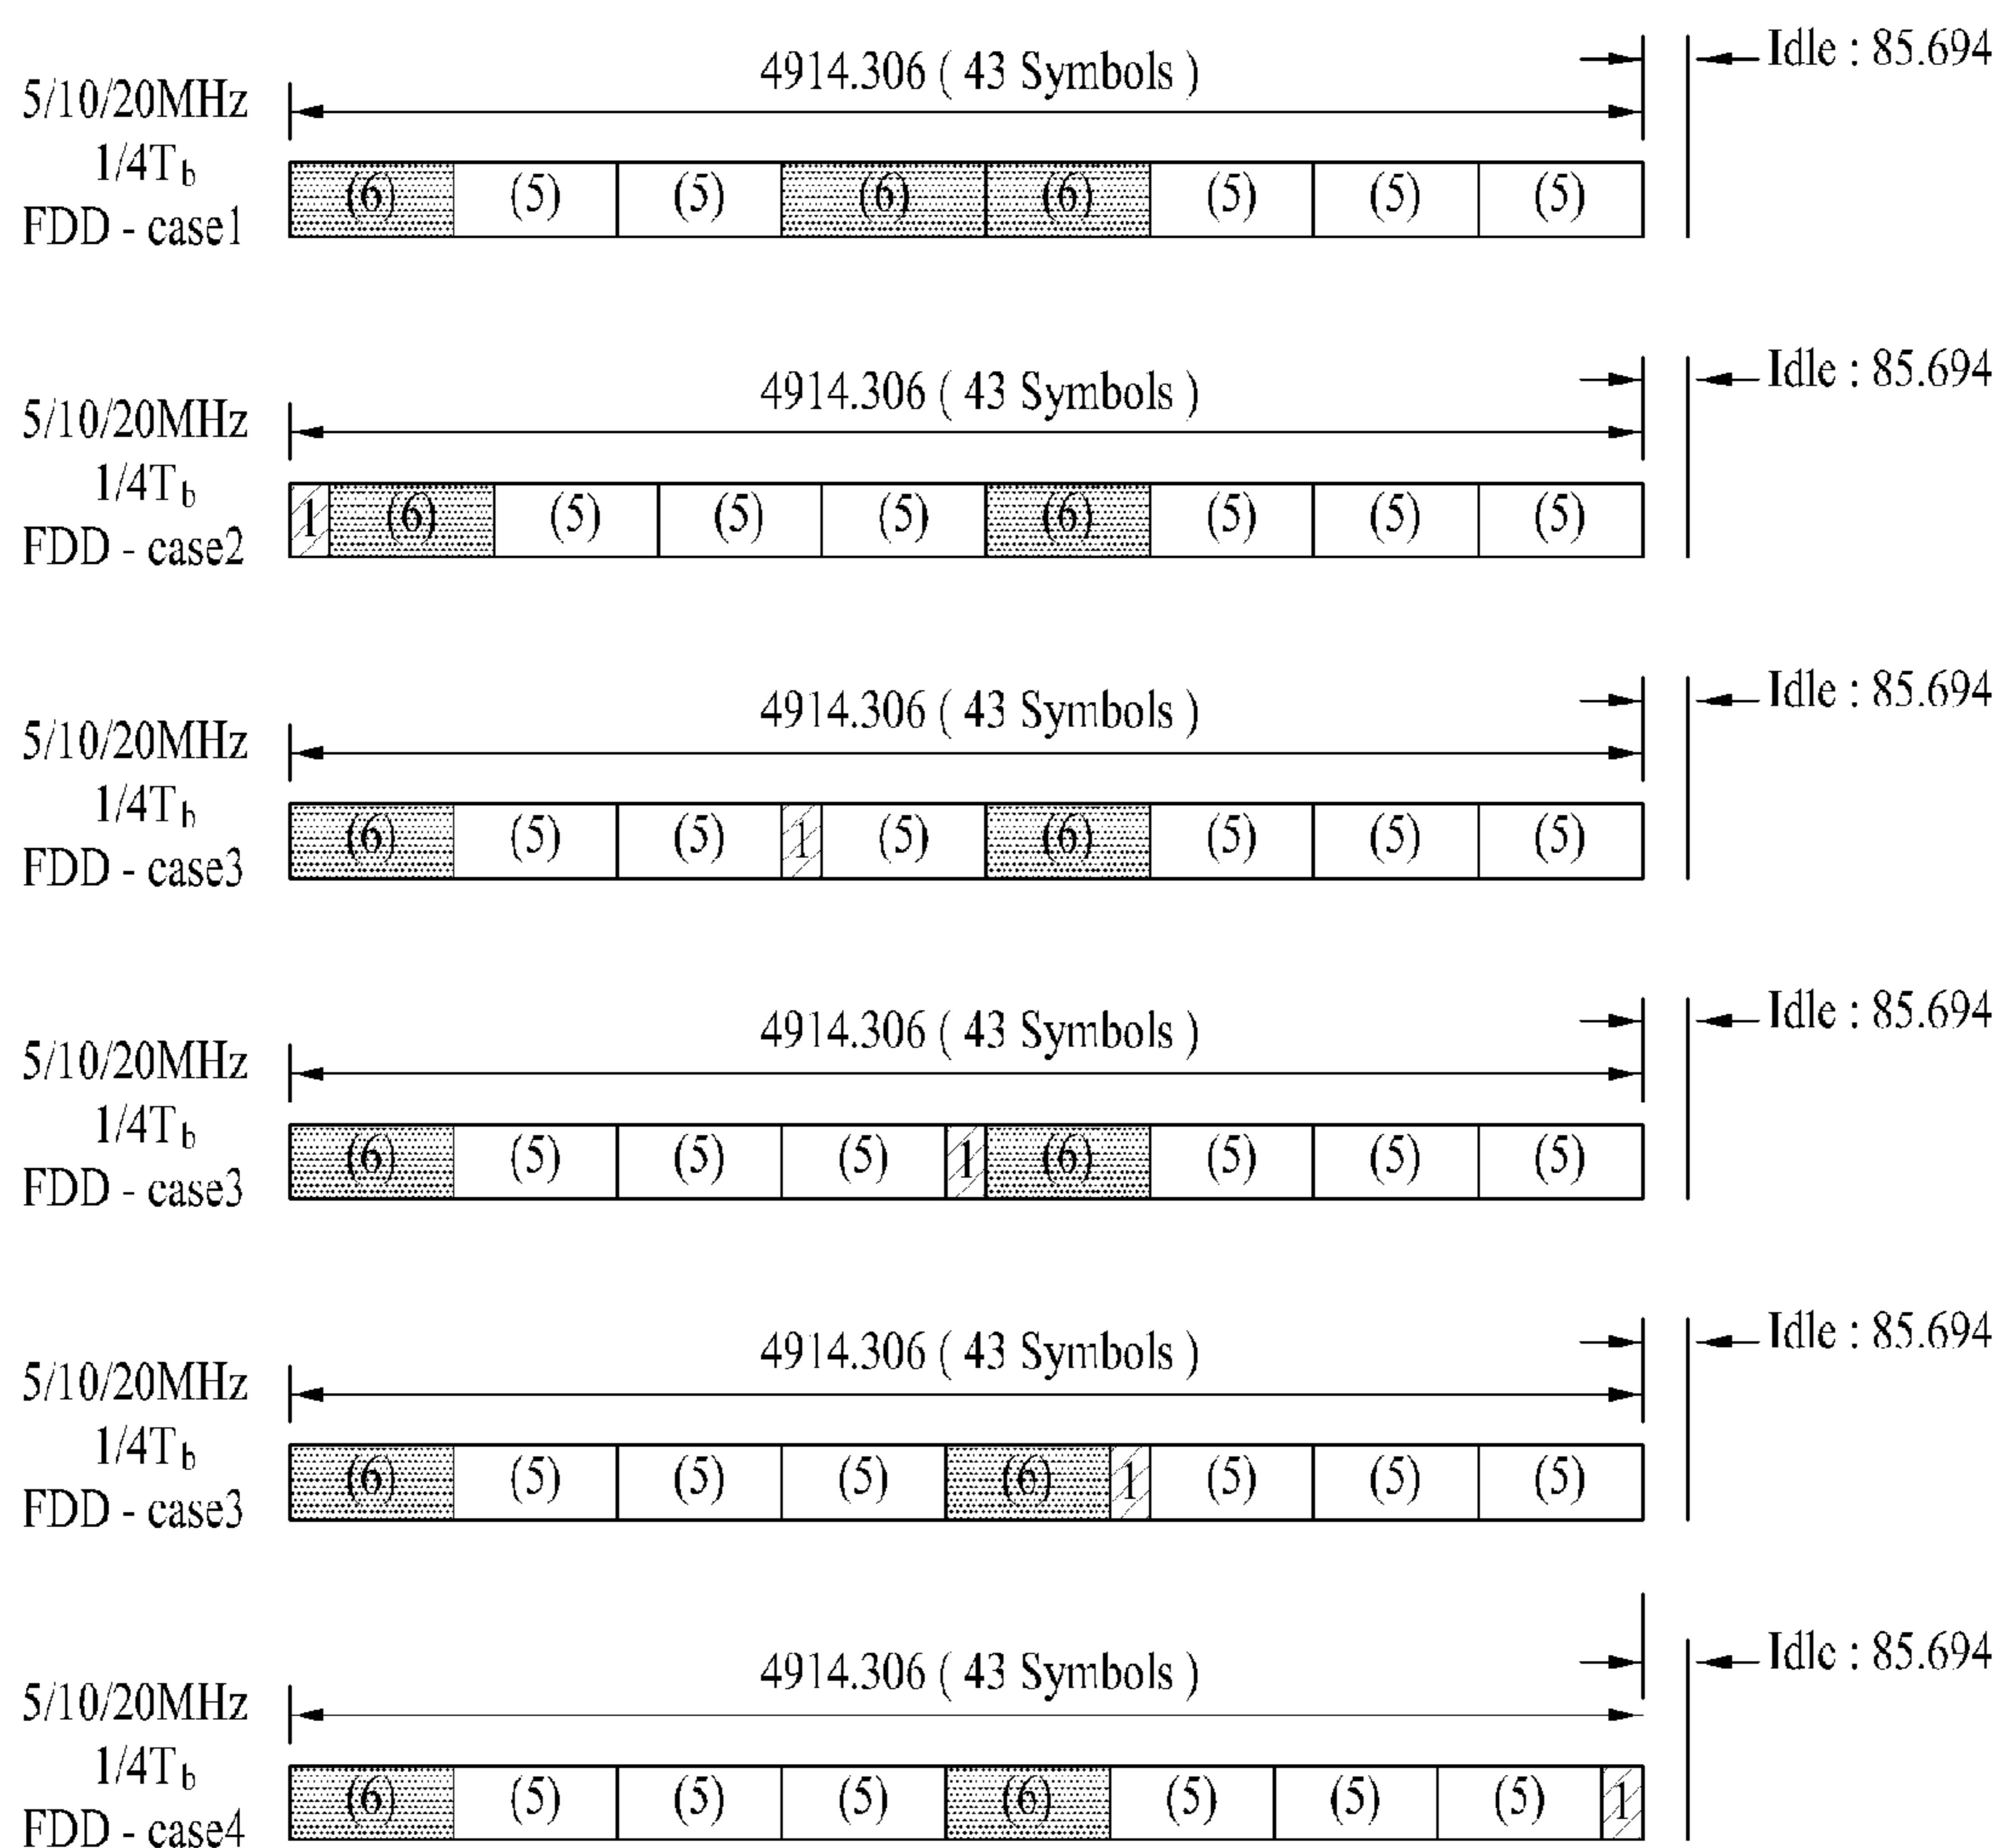 4914.306 ( 43 Symbols )
Idle : 85.694
5/10/20MHz
1/4Tb
FDD - case1
(6) (5) (5) (6) (6) (5) (5) (5)
4914.306 ( 43 Symbols )
Idle : 85.694
5/10/20MHz
1/4Tb
FDD - case2
1 (6) (5) (5) (5) (6) (5) (5) (5)
4914.306 ( 43 Symbols )
Idle : 85.694
5/10/20MHz
1/4Tb
FDD - case3
(6) (5) (5) 1 (5) (6) (5) (5) (5)
4914.306 ( 43 Symbols )
Idle : 85.694
5/10/20MHz
1/4Tb
FDD - case3
(6) (5) (5) (5) 1 (6) (5) (5) (5)
4914.306 ( 43 Symbols )
Idle : 85.694
5/10/20MHz
1/4Tb
FDD - case3
(6) (5) (5) (5) (6) 1 (5) (5) (5)
4914.306 ( 43 Symbols )
Idle : 85.694
5/10/20MHz
1/4Tb
FDD - case4
(6) (5) (5) (5) (6) (5) (5) (5) 1